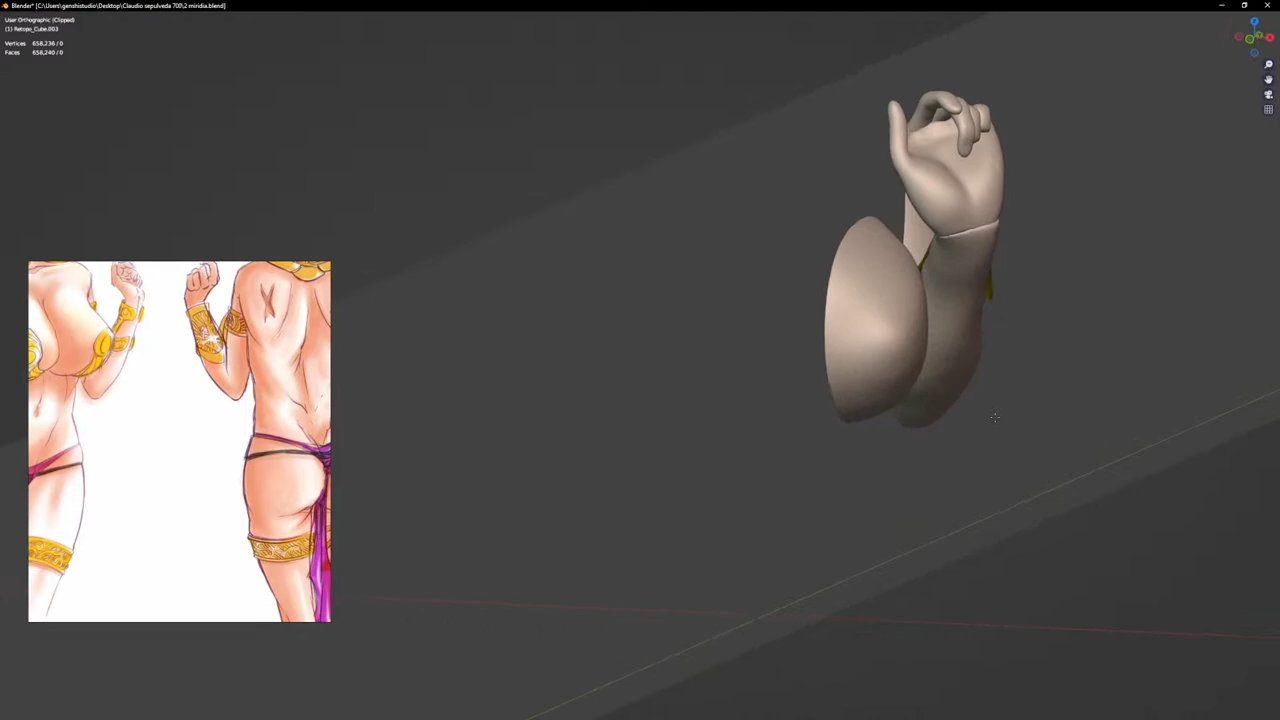 Blender* [C:\Users\genshistudio\Desktop\Claudio sepulveda 700\2 miridia.blend]
User Orthographic (Clipped)
(1) Retopo_Cube.003
Vertices 658,236 / 0
Faces 658,240 / 0